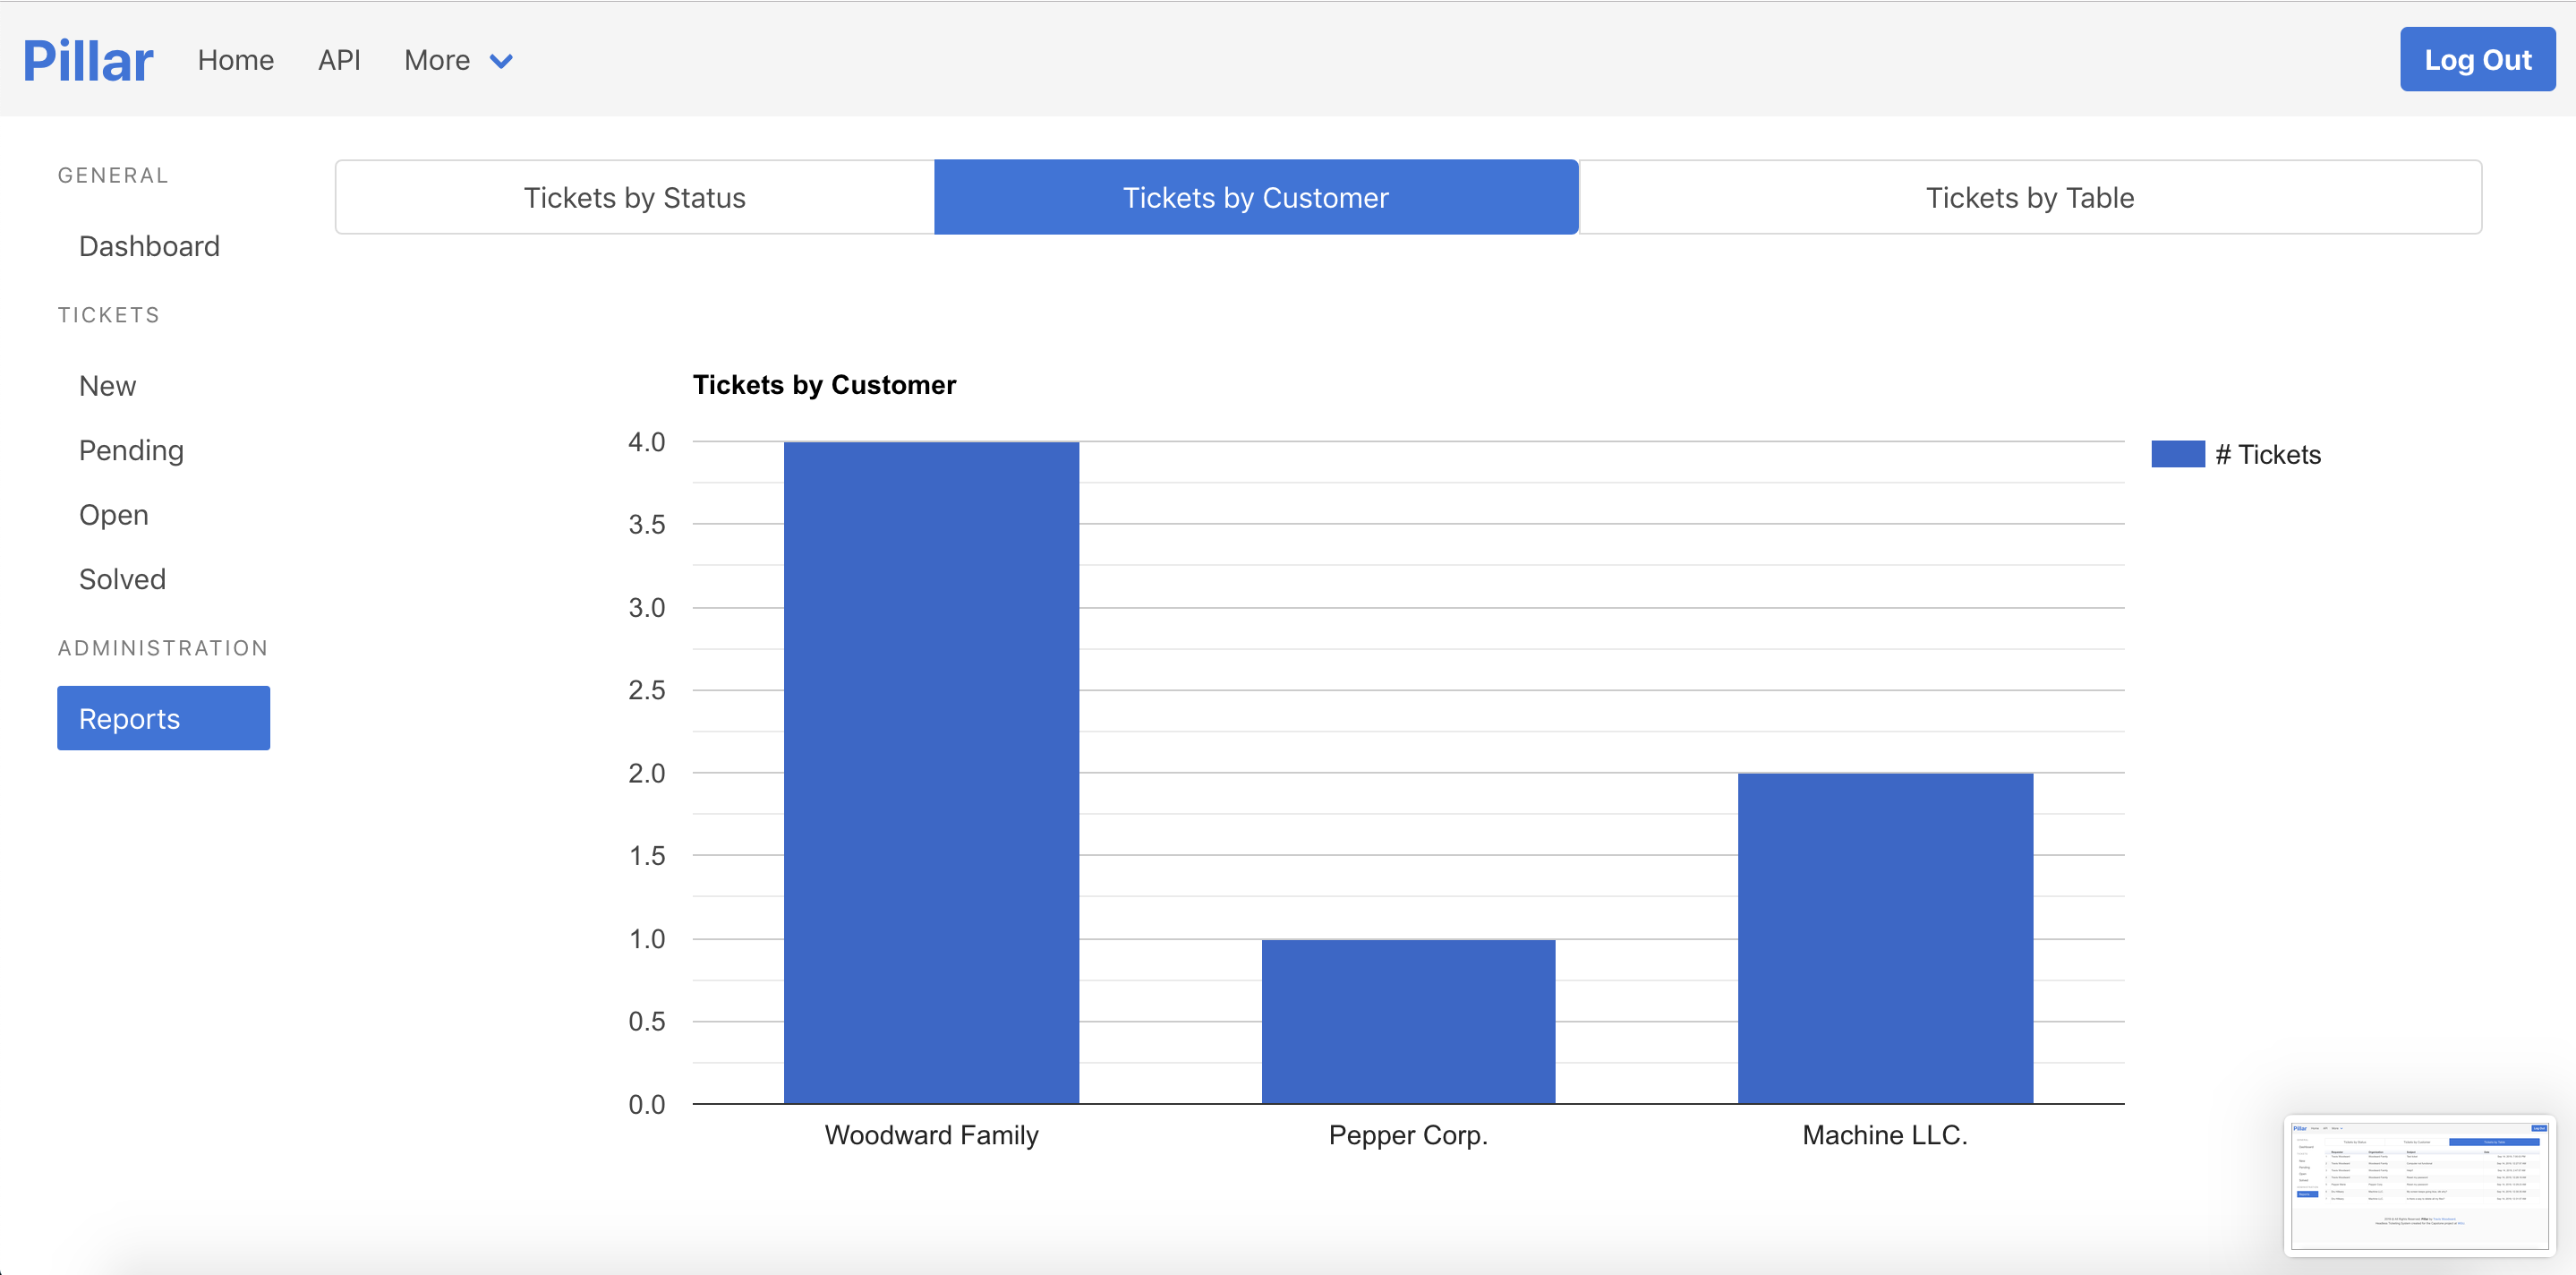 Pillar Home API More Log Out
GENERAL
Dashboard
TICKETS
New
Pending
Open
Solved
ADMINISTRATION
Reports
Tickets by Status Tickets by Customer Tickets by Table
Tickets by Customer
4.0
3.5
3.0
2.5
2.0
1.5
1.0
0.5
0.0
Woodward Family Pepper Corp. Machine LLC.
# Tickets